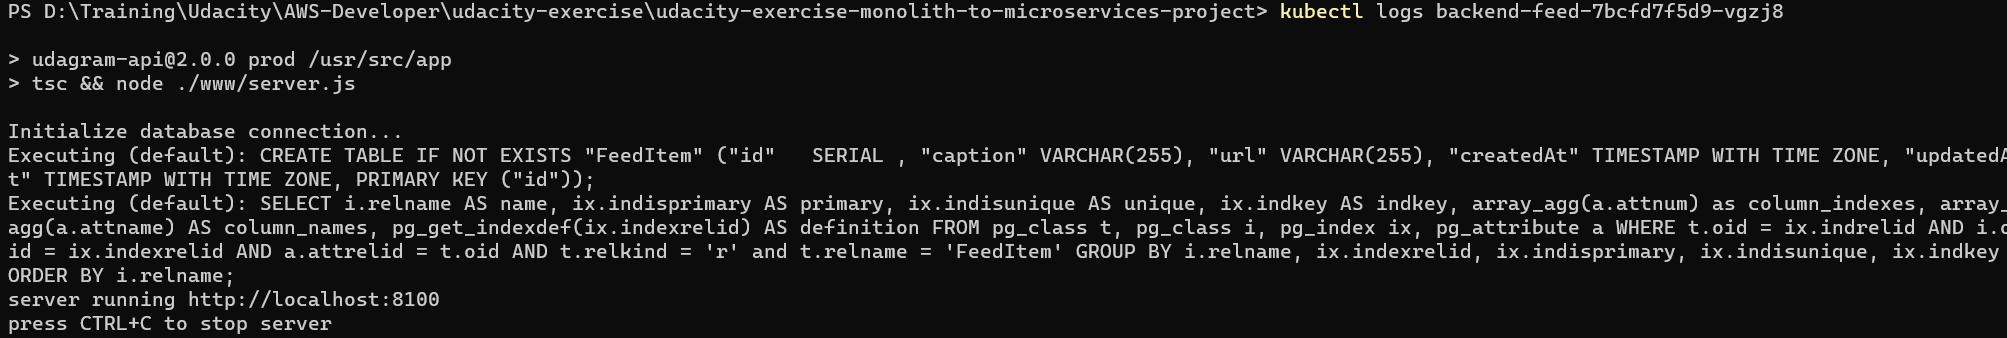 PS D:\Training\Udacity\AWS-Developer\udacity-exercise\udacity-exercise-monolith-to-microservices-project> kubectl logs backend-feed-7bcfd7f5d9-vgzj8
> udagram-api@2.0.0 prod /usr/src/app
> tsc && node ./www/server.js
Initialize database connection...
Executing (default): CREATE TABLE IF NOT EXISTS "FeedItem" ("id"   SERIAL , "caption" VARCHAR(255), "url" VARCHAR(255), "createdAt" TIMESTAMP WITH TIME ZONE, "updatedA
t" TIMESTAMP WITH TIME ZONE, PRIMARY KEY ("id"));
Executing (default): SELECT i.relname AS name, ix.indisprimary AS primary, ix.indisunique AS unique, ix.indkey AS indkey, array_agg(a.attnum) as column_indexes, array_
agg(a.attname) AS column_names, pg_get_indexdef(ix.indexrelid) AS definition FROM pg_class t, pg_class i, pg_index ix, pg_attribute a WHERE t.oid = ix.indrelid AND i.o
id = ix.indexrelid AND a.attrelid = t.oid AND t.relkind = 'r' and t.relname = 'FeedItem' GROUP BY i.relname, ix.indexrelid, ix.indisprimary, ix.indisunique, ix.indkey
ORDER BY i.relname;
server running http://localhost:8100
press CTRL+C to stop server